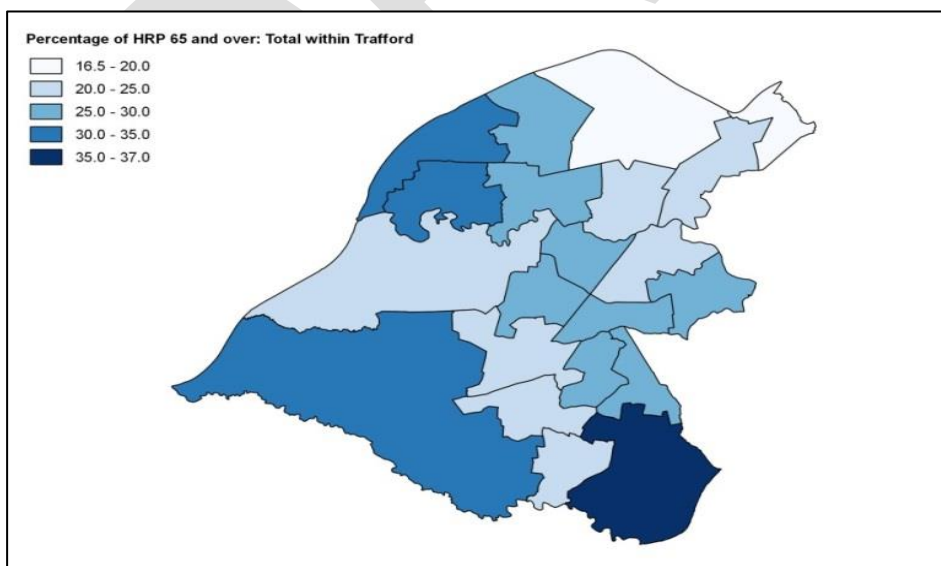 Percentage of HRP 65 and over: Total within Trafford
16.5 - 20.0
20.0 - 25.0
25.0 - 30.0
30.0 - 35.0
35.0 - 37.0